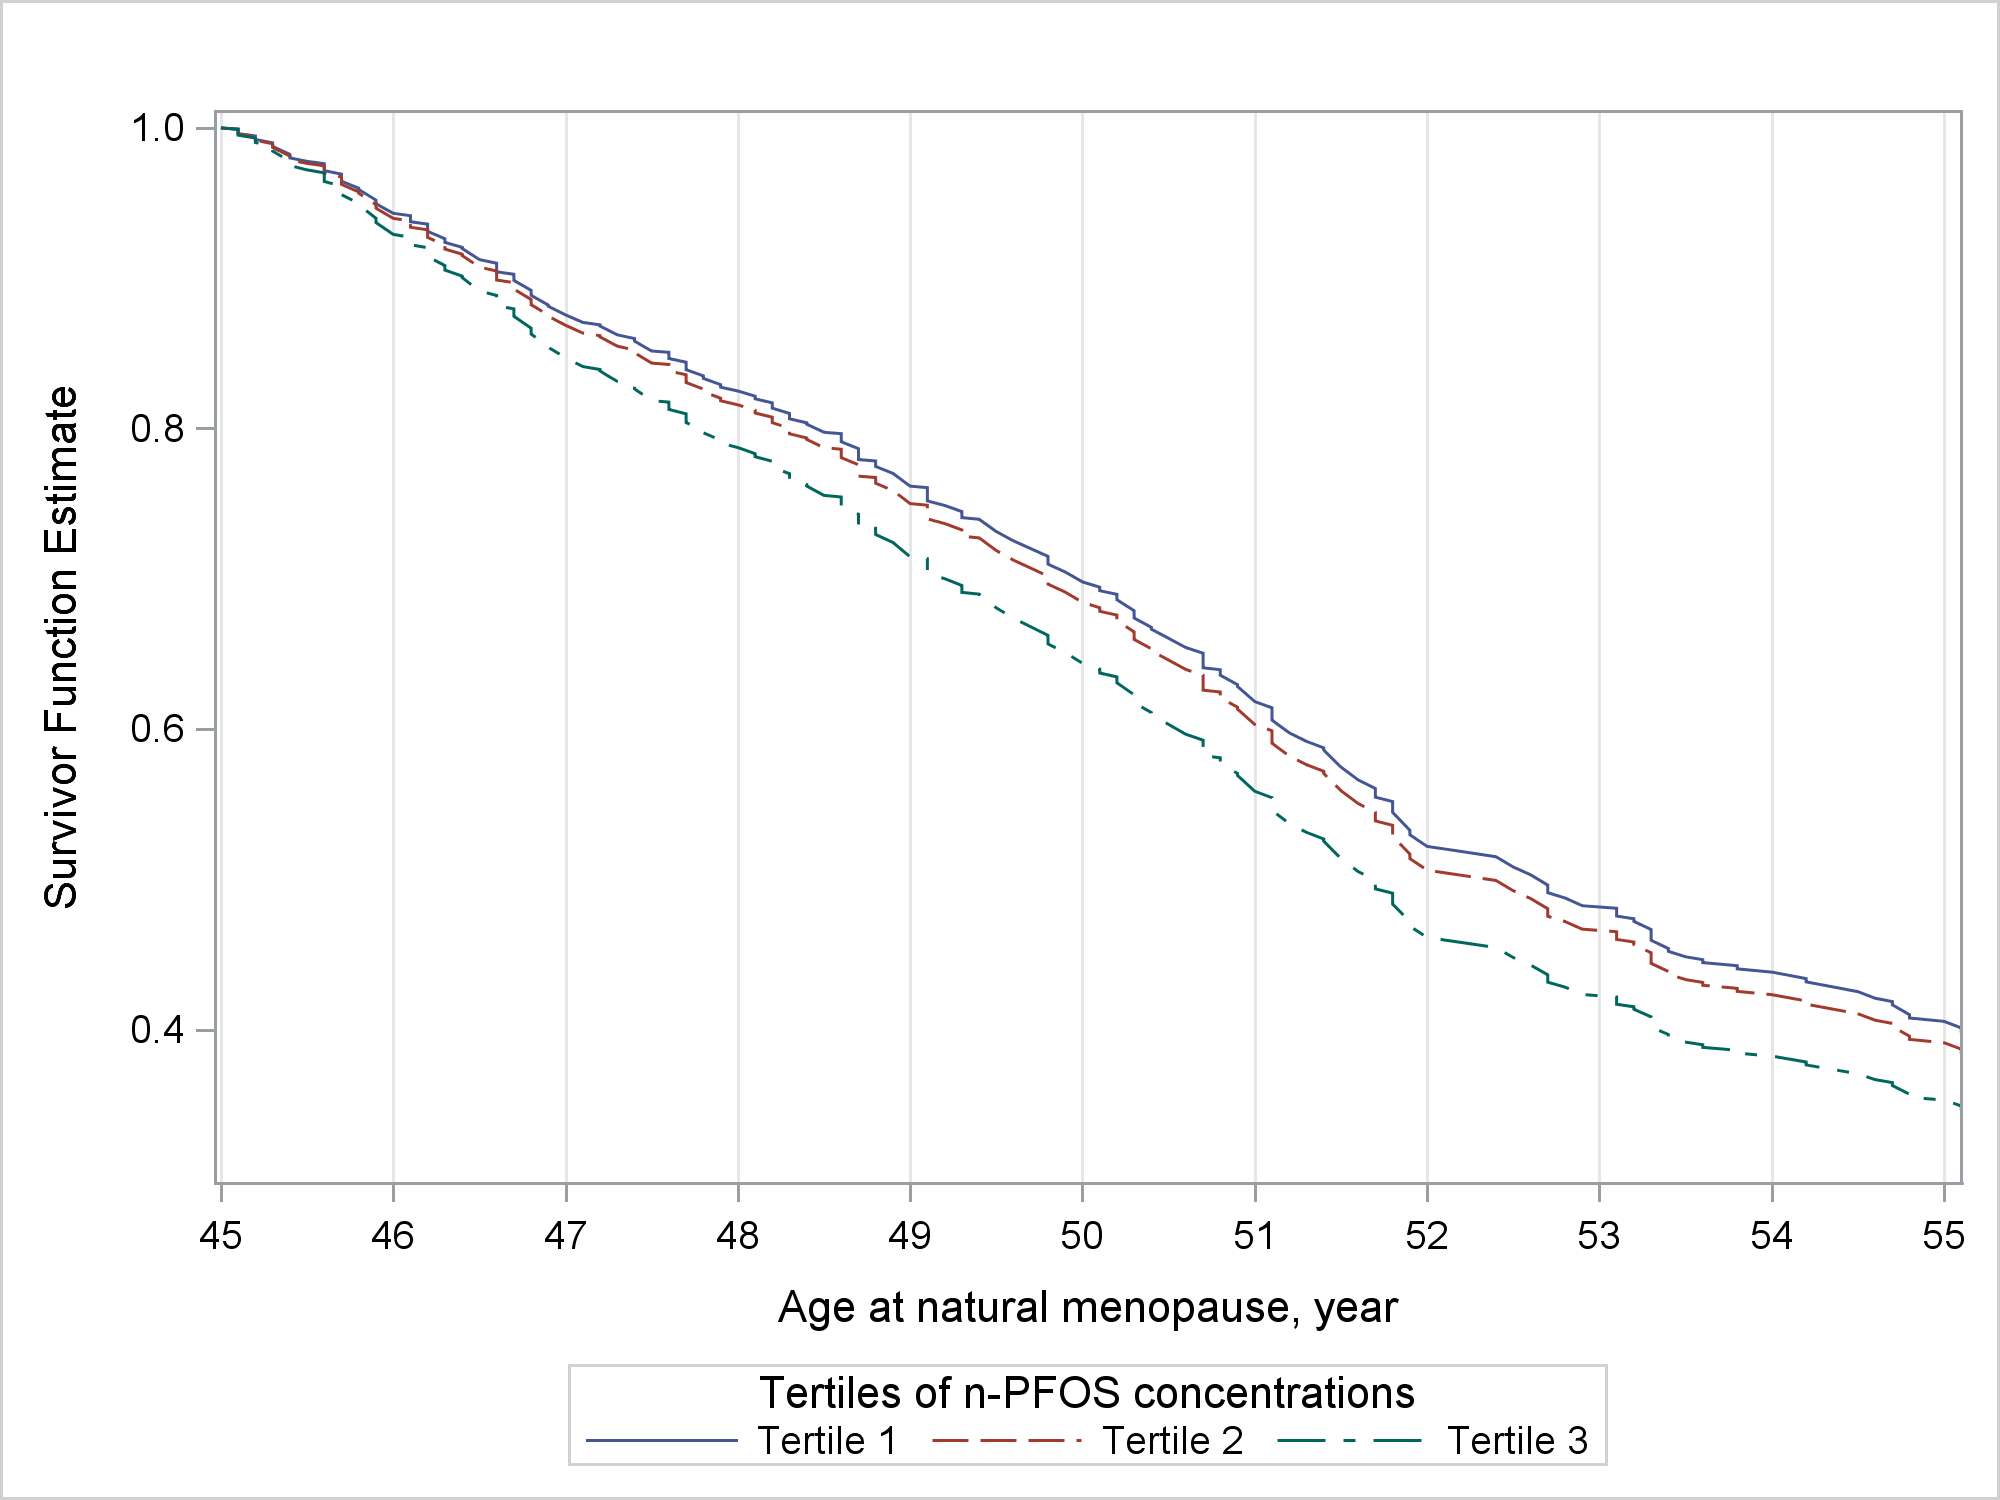 Survivor Function Estimate
1.0
0.8
0.6
0.4
45 46 47 48 49 50 51 52 53 54 55
Age at natural menopause, year
Tertiles of n-PFOS concentrations
Tertile 1 Tertile 2 Tertile 3